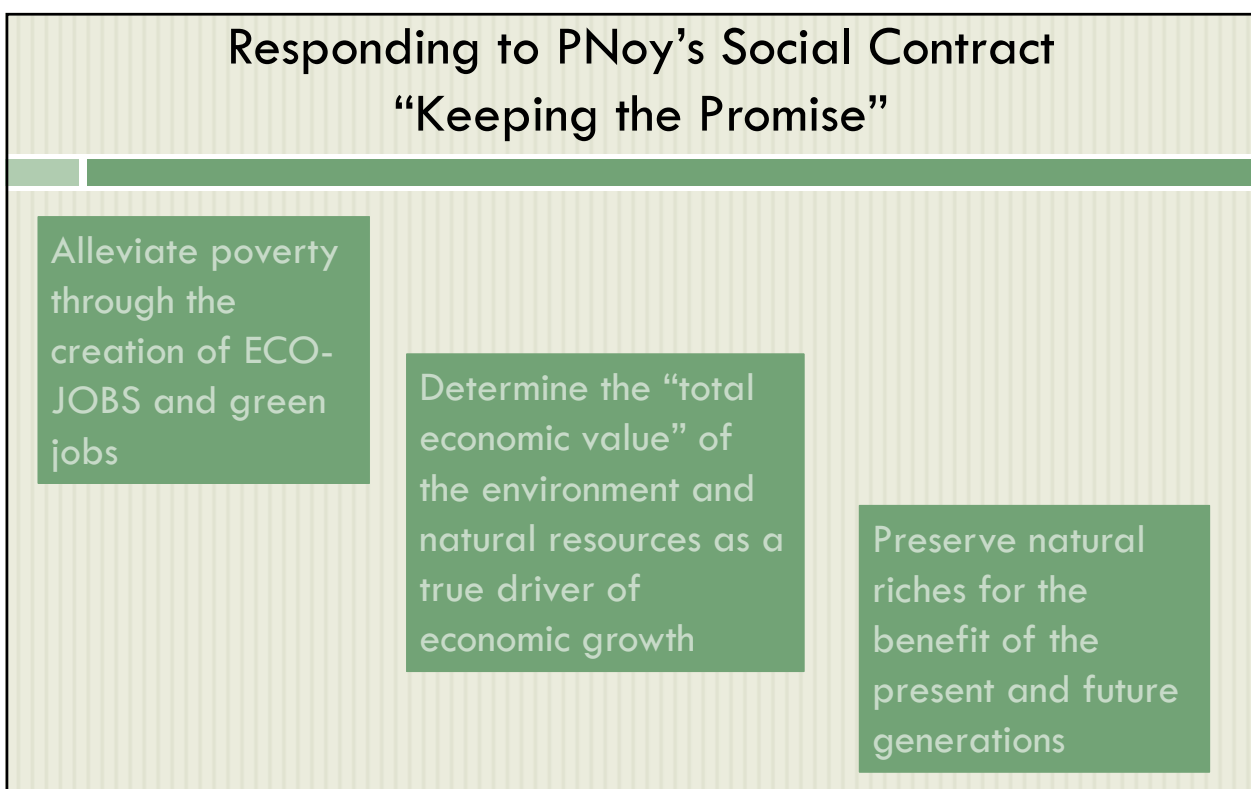 Responding to PNoy’s Social Contract
“Keeping the Promise”
Alleviate poverty
through the
creation of ECO-
JOBS and green
jobs
Determine the “total
economic value” of
the environment and
natural resources as a
true driver of
economic growth
Preserve natural
riches for the
benefit of the
present and future
generations